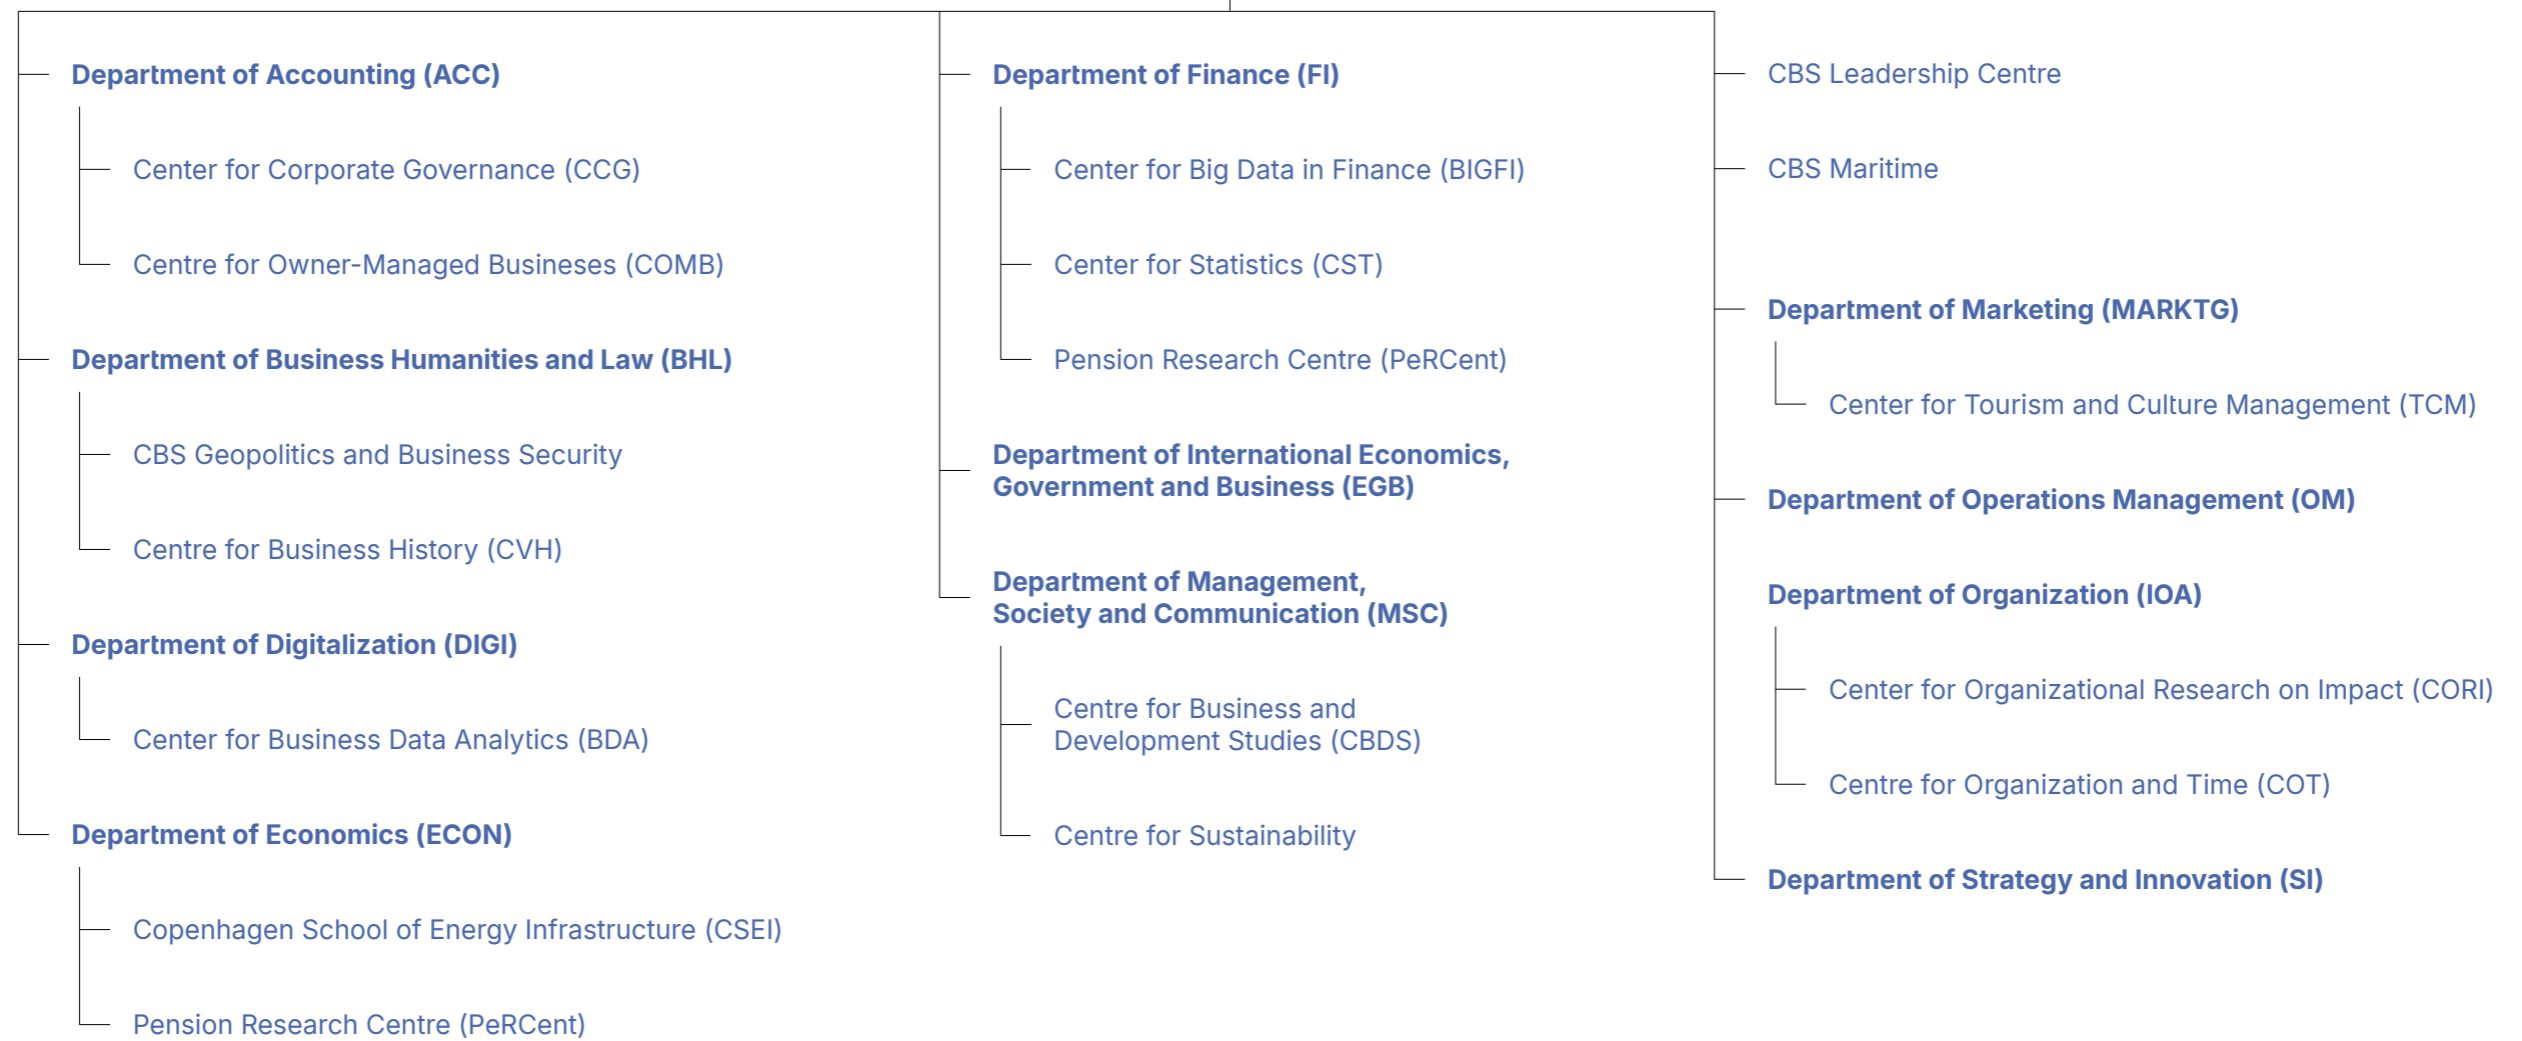 Department of Accounting (ACC)
Center for Corporate Governance (CCG)
Centre for Owner-Managed Busineses (COMB)
Department of Business Humanities and Law (BHL)
CBS Geopolitics and Business Security
Centre for Business History (CVH)
Department of Digitalization (DIGI)
Center for Business Data Analytics (BDA)
Department of Economics (ECON)
Copenhagen School of Energy Infrastructure (CSEI)
Pension Research Centre (PeRCent)
Department of Finance (FI)
Center for Big Data in Finance (BIGFI)
Center for Statistics (CST)
Pension Research Centre (PeRCent)
Department of International Economics,
Government and Business (EGB)
Department of Management,
Society and Communication (MSC)
Centre for Business and
Development Studies (CBDS)
Centre for Sustainability
CBS Leadership Centre
CBS Maritime
Department of Marketing (MARKTG)
Center for Tourism and Culture Management (TCM)
Department of Operations Management (OM)
Department of Organization (IOA)
Center for Organizational Research on Impact (CORI)
Centre for Organization and Time (COT)
Department of Strategy and Innovation (SI)